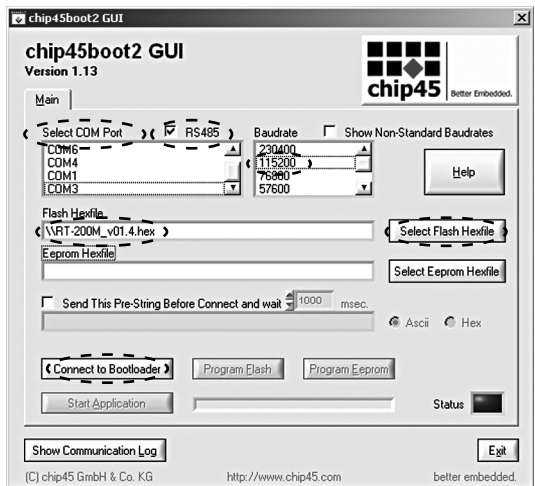 chip45boot2 GUI
chip45boot2 GUI
Version 1.13
chip45 Better Embedded.
Main
Select COM Port RS485 Baudrate Show Non-Standard Baudrates
COM6 230400
COM4 115200
COM1 76800
COM3 57600
Help
Flash Hexfile
\\RT-200M_v01.4.hex Select Flash Hexfile
Eeprom Hexfile
Select Eeprom Hexfile
Send This Pre-String Before Connect and wait 1000 msec.
Ascii Hex
Connect to Bootloader Program Flash Program Eeprom
Start Application Status
Show Communication Log Exit
(C) chip45 GmbH & Co. KG http://www.chip45.com better embedded.